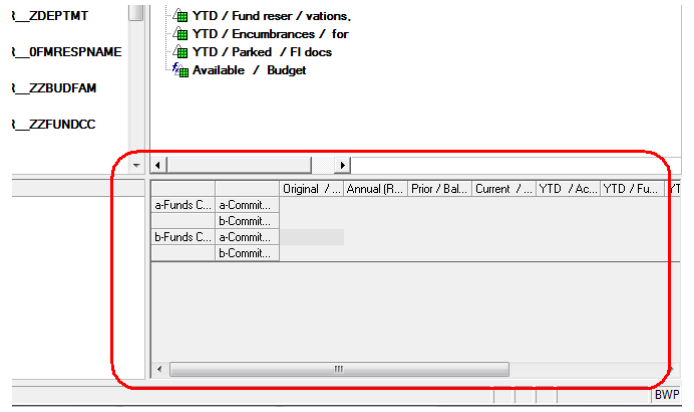 R__ZDEPTMT
R__0FMRESPNAME
R__ZZBUDFAM
R__ZZFUNDCC
YTD / Fund reser / vations,
YTD / Encumbrances / for
YTD / Parked / FI docs
Available / Budget
Original / ... Annual (R... Prior / Bal... Current / ... YTD / Ac... YTD / Fu... YT
a-Funds C... a-Commit...
b-Commit...
b-Funds C... a-Commit...
b-Commit...
BWP